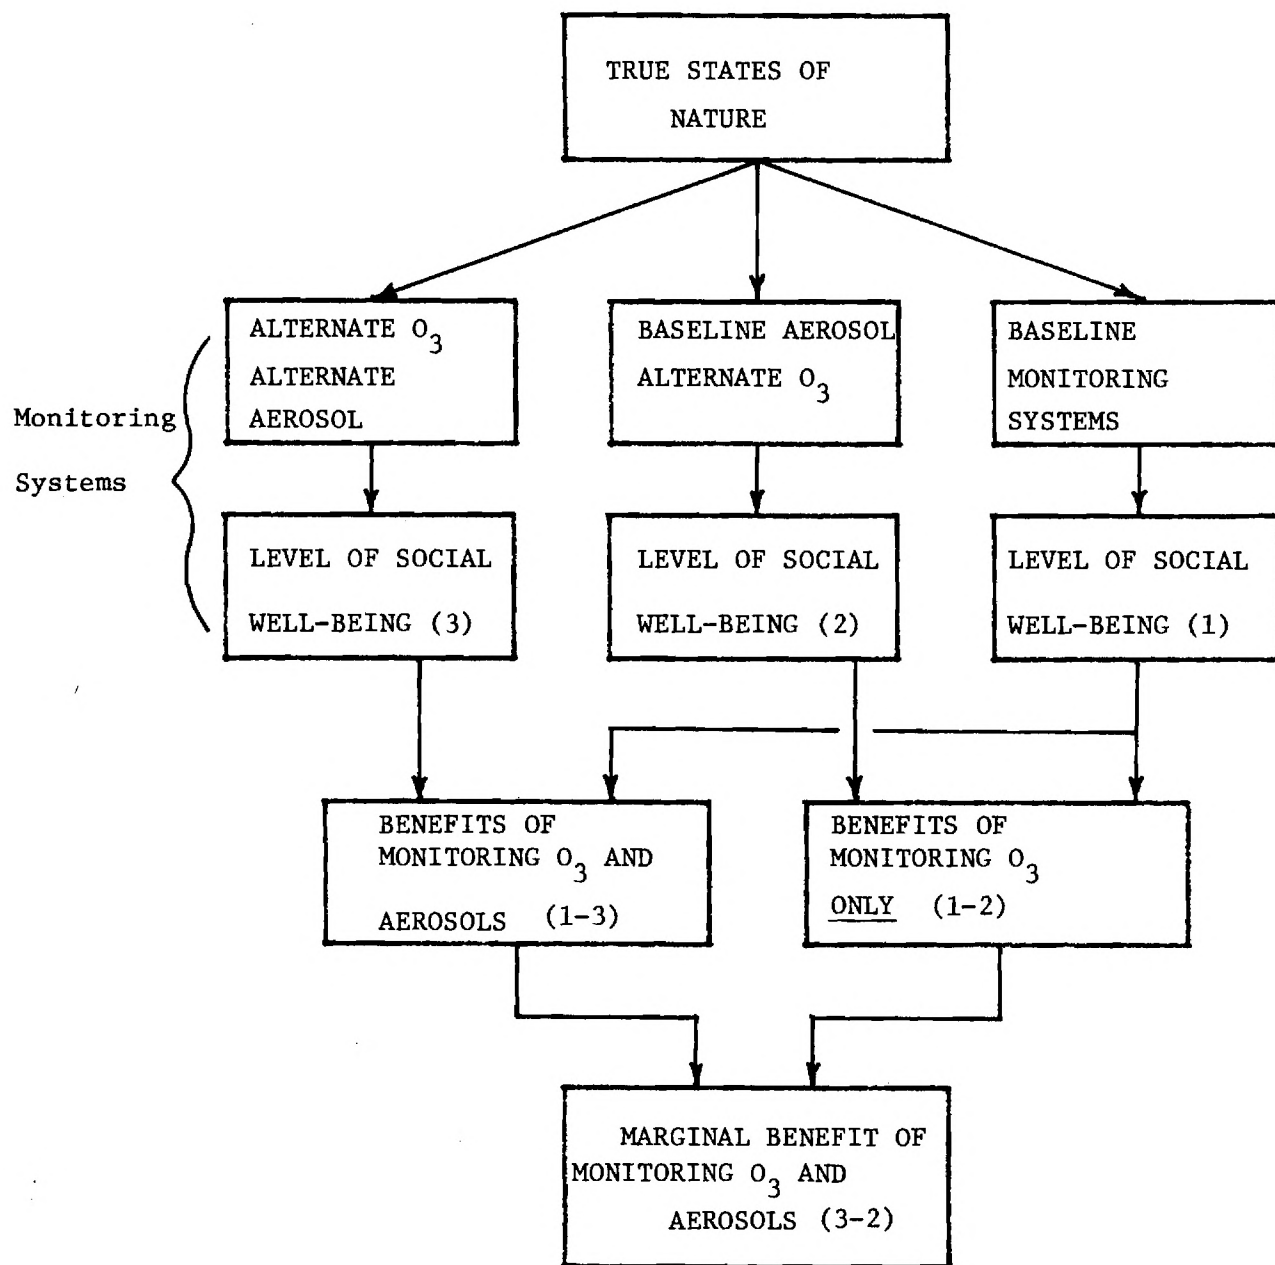 TRUE STATES OF
NATURE
Monitoring
Systems
ALTERNATE O₃
ALTERNATE
AEROSOL
BASELINE AEROSOL
ALTERNATE O₃
BASELINE
MONITORING
SYSTEMS
LEVEL OF SOCIAL
WELL-BEING (3)
LEVEL OF SOCIAL
WELL-BEING (2)
LEVEL OF SOCIAL
WELL-BEING (1)
BENEFITS OF
MONITORING O₃ AND
AEROSOLS (1-3)
BENEFITS OF
MONITORING O₃
ONLY (1-2)
MARGINAL BENEFIT OF
MONITORING O₃ AND
AEROSOLS (3-2)